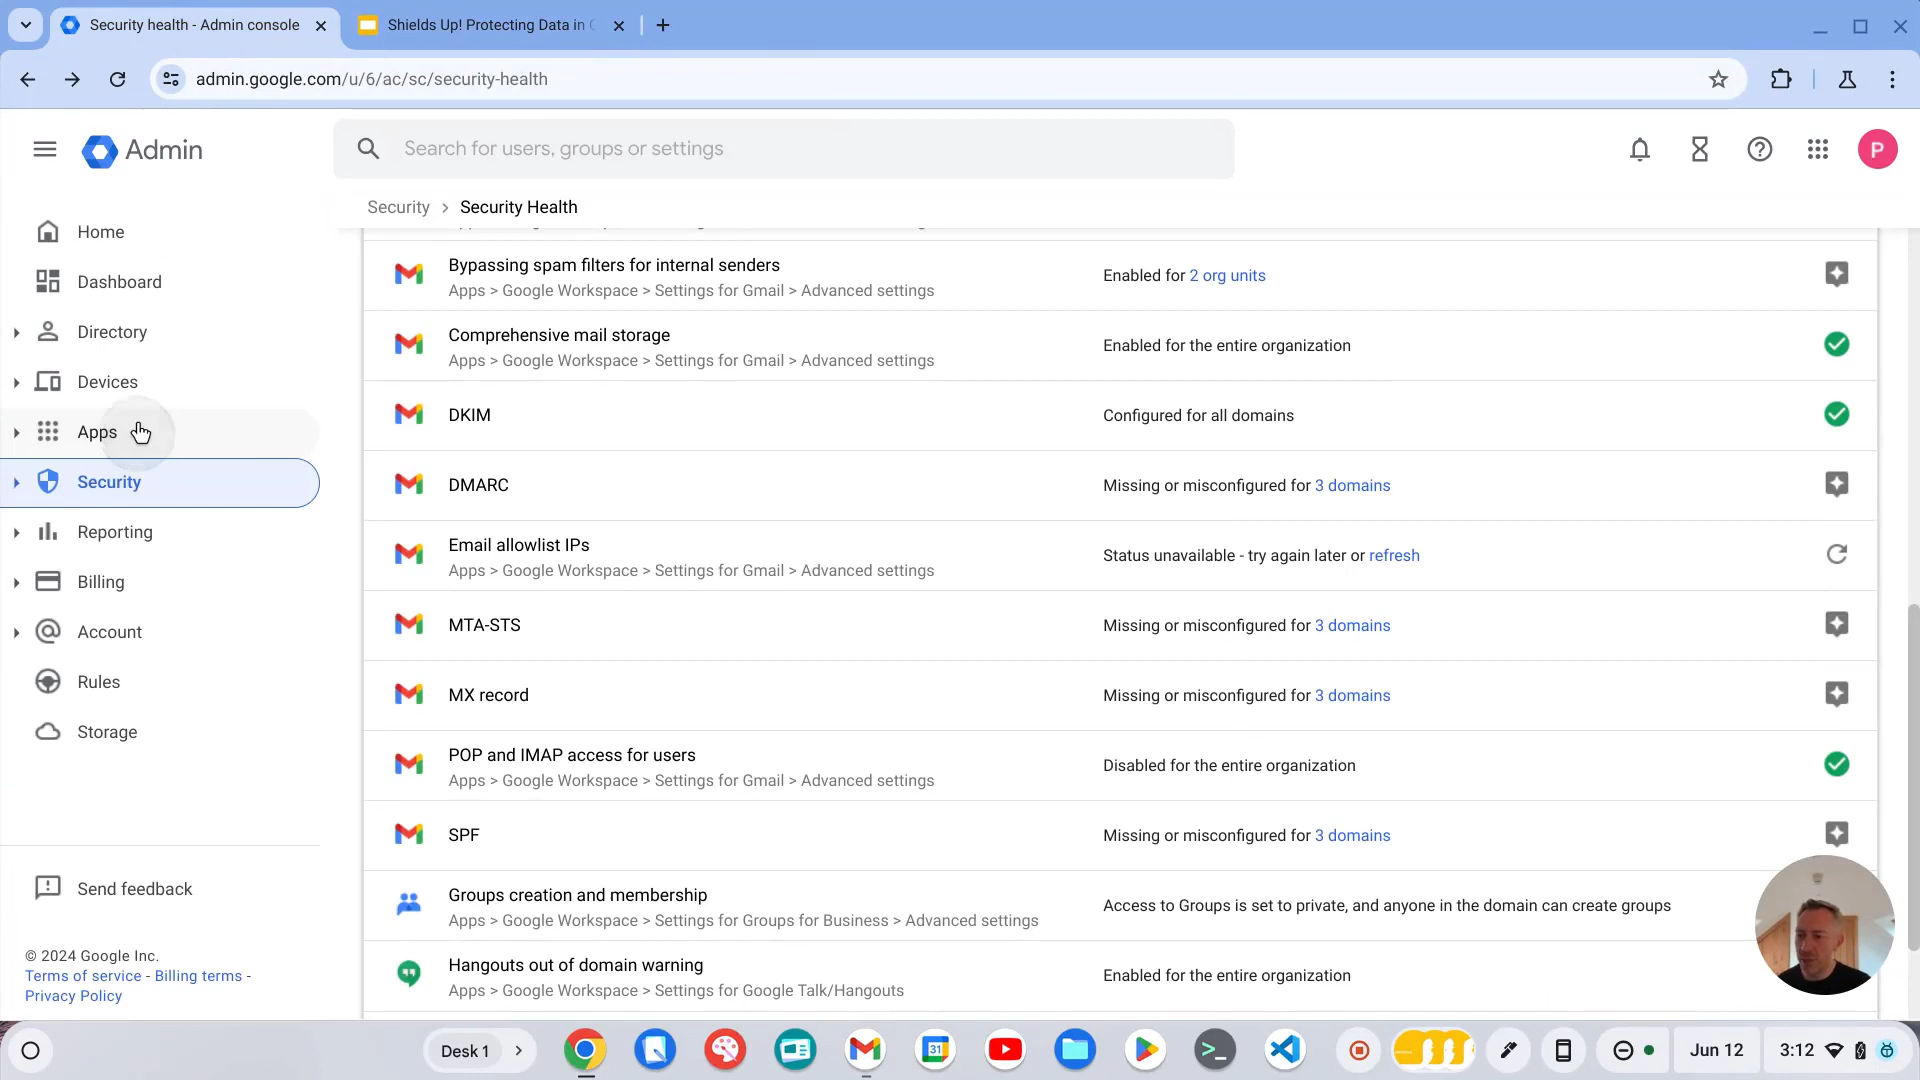 Security health - Admin console
Shields Up! Protecting Data in
admin.google.com/u/6/ac/sc/security-health
Admin
Search for users, groups or settings
P
Security > Security Health
Home
Dashboard
Directory
Devices
Apps
Security
Reporting
Billing
Account
Rules
Storage
Send feedback
© 2024 Google Inc.
Terms of service - Billing terms -
Privacy Policy
Bypassing spam filters for internal senders
Apps > Google Workspace > Settings for Gmail > Advanced settings
Enabled for 2 org units
Comprehensive mail storage
Apps > Google Workspace > Settings for Gmail > Advanced settings
Enabled for the entire organization
DKIM
Configured for all domains
DMARC
Missing or misconfigured for 3 domains
Email allowlist IPs
Apps > Google Workspace > Settings for Gmail > Advanced settings
Status unavailable - try again later or refresh
MTA-STS
Missing or misconfigured for 3 domains
MX record
Missing or misconfigured for 3 domains
POP and IMAP access for users
Apps > Google Workspace > Settings for Gmail > Advanced settings
Disabled for the entire organization
SPF
Missing or misconfigured for 3 domains
Groups creation and membership
Apps > Google Workspace > Settings for Groups for Business > Advanced settings
Access to Groups is set to private, and anyone in the domain can create groups
Hangouts out of domain warning
Apps > Google Workspace > Settings for Google Talk/Hangouts
Enabled for the entire organization
Desk 1
31
Jun 12
3:12